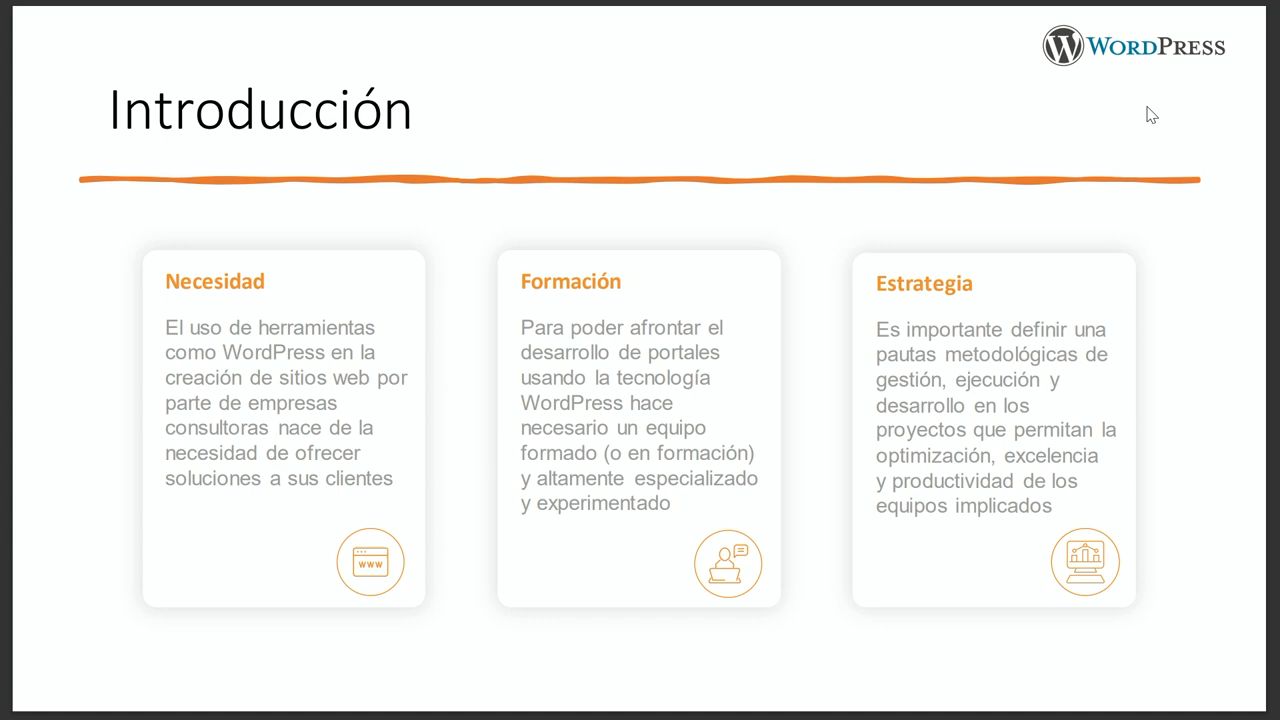 WORDPRESS
Introducción
Necesidad
El uso de herramientas
como WordPress en la
creación de sitios web por
parte de empresas
consultoras nace de la
necesidad de ofrecer
soluciones a sus clientes
WWW
Formación
Para poder afrontar el
desarrollo de portales
usando la tecnología
WordPress hace
necesario un equipo
formado (o en formación)
y altamente especializado
y experimentado
Estrategia
Es importante definir una
pautas metodológicas de
gestión, ejecución y
desarrollo en los
proyectos que permitan la
optimización, excelencia
y productividad de los
equipos implicados